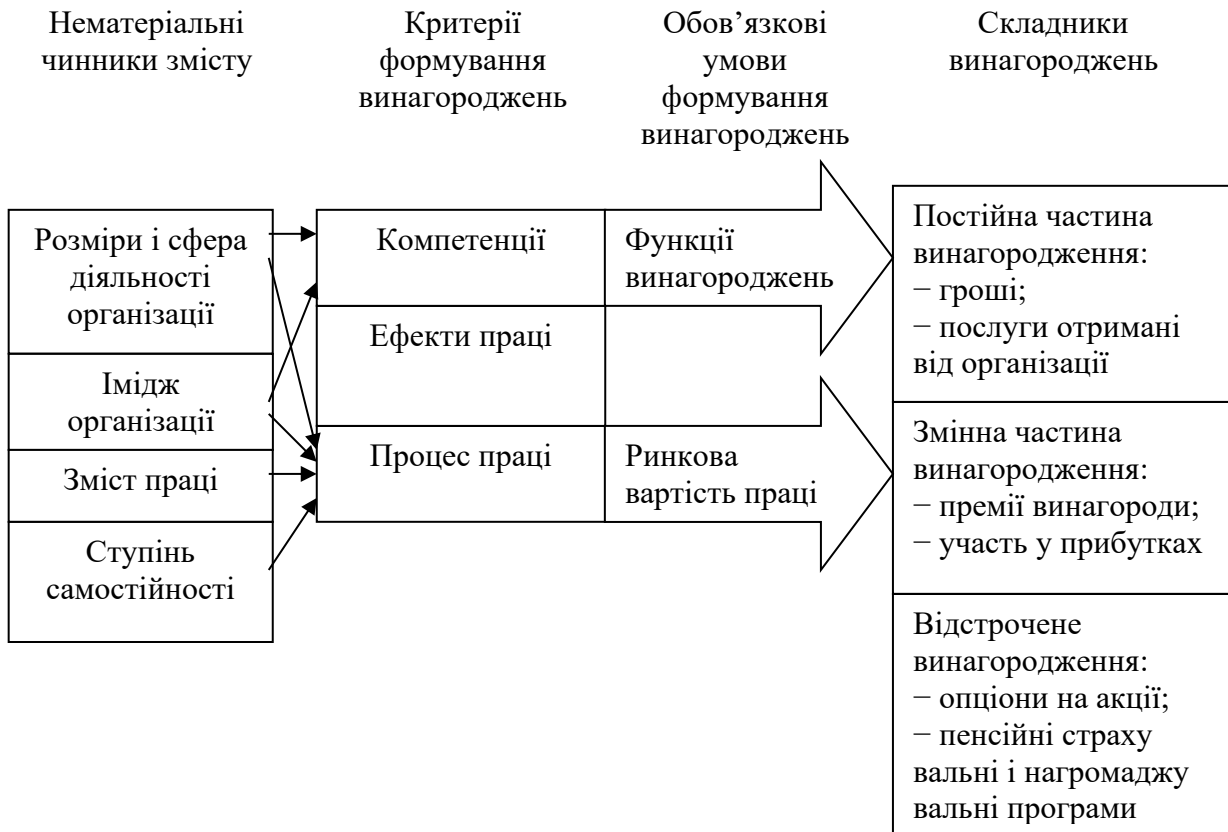 Нематеріальні
чинники змісту
Критерії
формування
винагороджень
Обов’язкові
умови
формування
винагороджень
Складники
винагороджень
Розміри і сфера
діяльності
організації
Імідж
організації
Зміст праці
Ступінь
самостійності
Компетенції
Ефекти праці
Процес праці
Функції
винагороджень
Ринкова
вартість праці
Постійна частина
винагородження:
− гроші;
− послуги отримані
від організації
Змінна частина
винагородження:
− премії винагороди;
− участь у прибутках
Відстрочене
винагородження:
− опціони на акції;
− пенсійні страху
вальні і нагромаджу
вальні програми